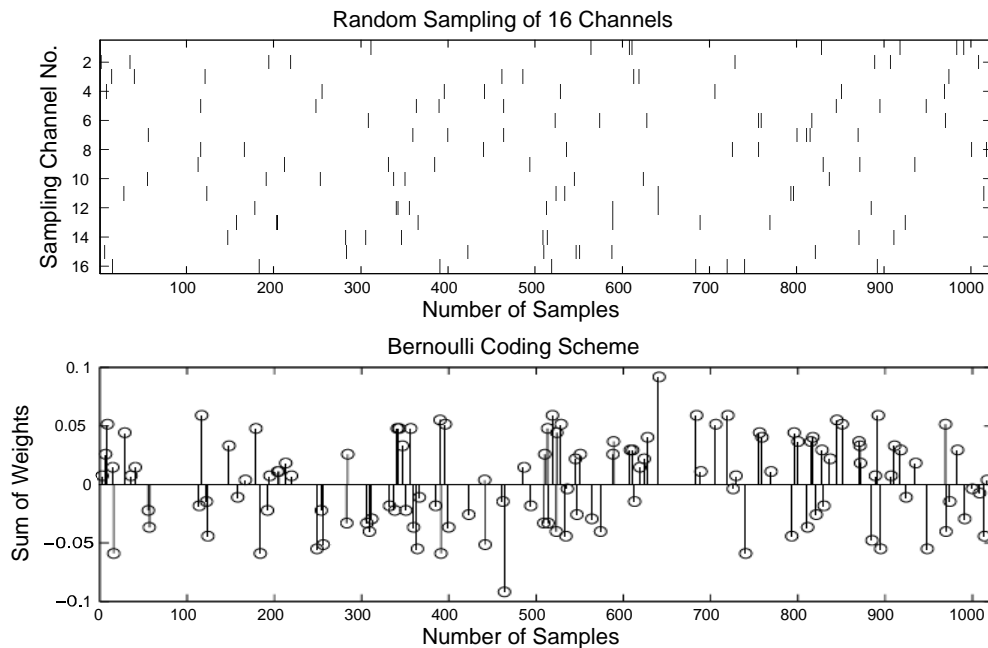 Random Sampling of 16 Channels
Sampling Channel No.
2
4
6
8
10
12
14
16
100 200 300 400 500 600 700 800 900 1000
Number of Samples
Bernoulli Coding Scheme
Sum of Weights
0.1
0.05
0
−0.05
−0.1
0 100 200 300 400 500 600 700 800 900 1000
Number of Samples